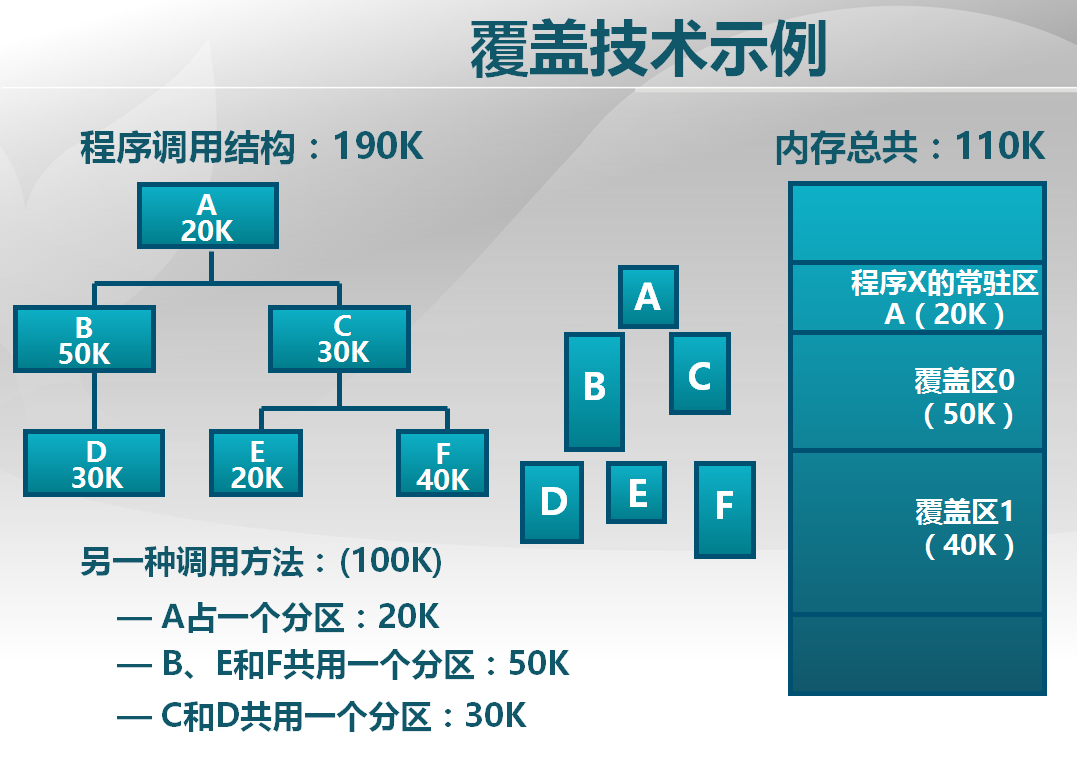 覆盖技术示例
程序调用结构：190K
A
20K
B
50K
C
30K
D
30K
E
20K
F
40K
A
B
C
D
E
F
内存总共：110K
程序X的常驻区
A（20K）
覆盖区0
（50K）
覆盖区1
（40K）
另一种调用方法：(100K)
— A占一个分区：20K
— B、E和F共用一个分区：50K
— C和D共用一个分区：30K